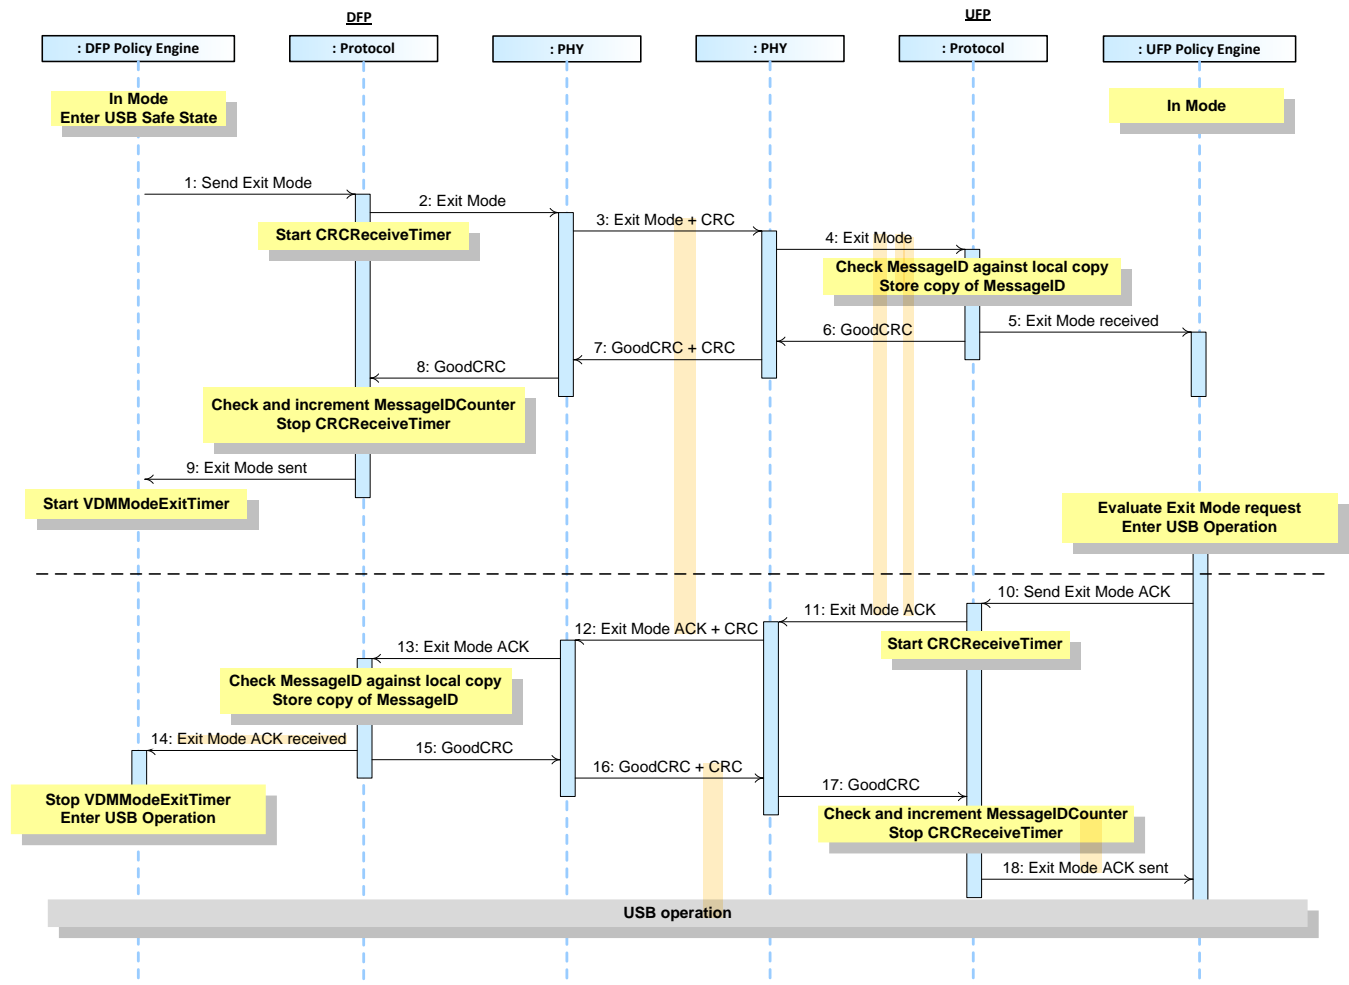 DFP
UFP
: DFP Policy Engine
: Protocol
: PHY
: PHY
: Protocol
: UFP Policy Engine
In Mode
Enter USB Safe State
In Mode
1: Send Exit Mode
2: Exit Mode
3: Exit Mode + CRC
Start CRCReceiveTimer
4: Exit Mode
Check MessageID against local copy
Store copy of MessageID
5: Exit Mode received
6: GoodCRC
7: GoodCRC + CRC
8: GoodCRC
Check and increment MessageIDCounter
Stop CRCReceiveTimer
9: Exit Mode sent
Start VDMModeExitTimer
Evaluate Exit Mode request
Enter USB Operation
10: Send Exit Mode ACK
11: Exit Mode ACK
12: Exit Mode ACK + CRC
Start CRCReceiveTimer
13: Exit Mode ACK
Check MessageID against local copy
Store copy of MessageID
14: Exit Mode ACK received
15: GoodCRC
16: GoodCRC + CRC
17: GoodCRC
Stop VDMModeExitTimer
Enter USB Operation
Check and increment MessageIDCounter
Stop CRCReceiveTimer
18: Exit Mode ACK sent
USB operation